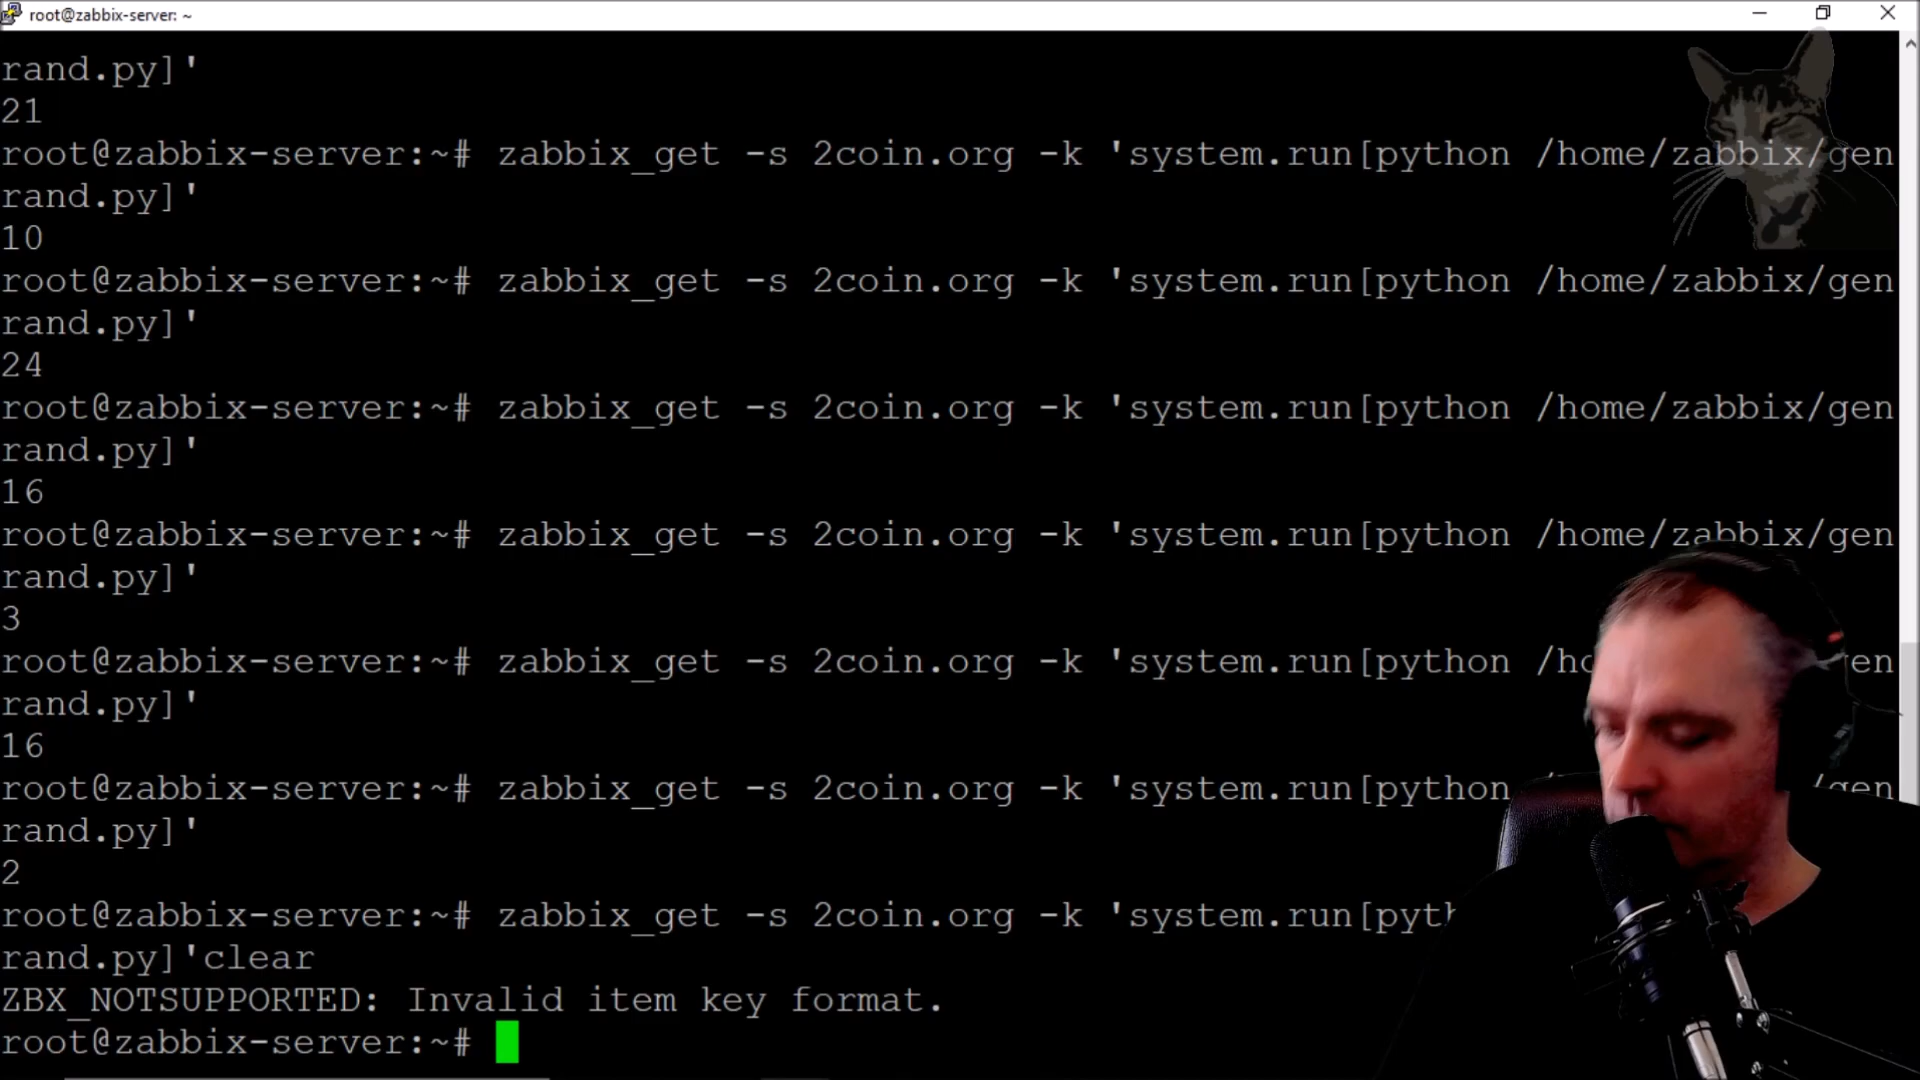 root@zabbix-server: ~
rand.py]'
21
root@zabbix-server:~# zabbix_get -s 2coin.org -k 'system.run[python /home/zabbix/gen
rand.py]'
10
root@zabbix-server:~# zabbix_get -s 2coin.org -k 'system.run[python /home/zabbix/gen
rand.py]'
24
root@zabbix-server:~# zabbix_get -s 2coin.org -k 'system.run[python /home/zabbix/gen
rand.py]'
16
root@zabbix-server:~# zabbix_get -s 2coin.org -k 'system.run[python /home/zabbix/gen
rand.py]'
3
root@zabbix-server:~# zabbix_get -s 2coin.org -k 'system.run[python /ho en
rand.py]'
16
root@zabbix-server:~# zabbix_get -s 2coin.org -k 'system.run[python /gen
rand.py]'
2
root@zabbix-server:~# zabbix_get -s 2coin.org -k 'system.run[pyth
rand.py]'clear
ZBX_NOTSUPPORTED: Invalid item key format.
root@zabbix-server:~#